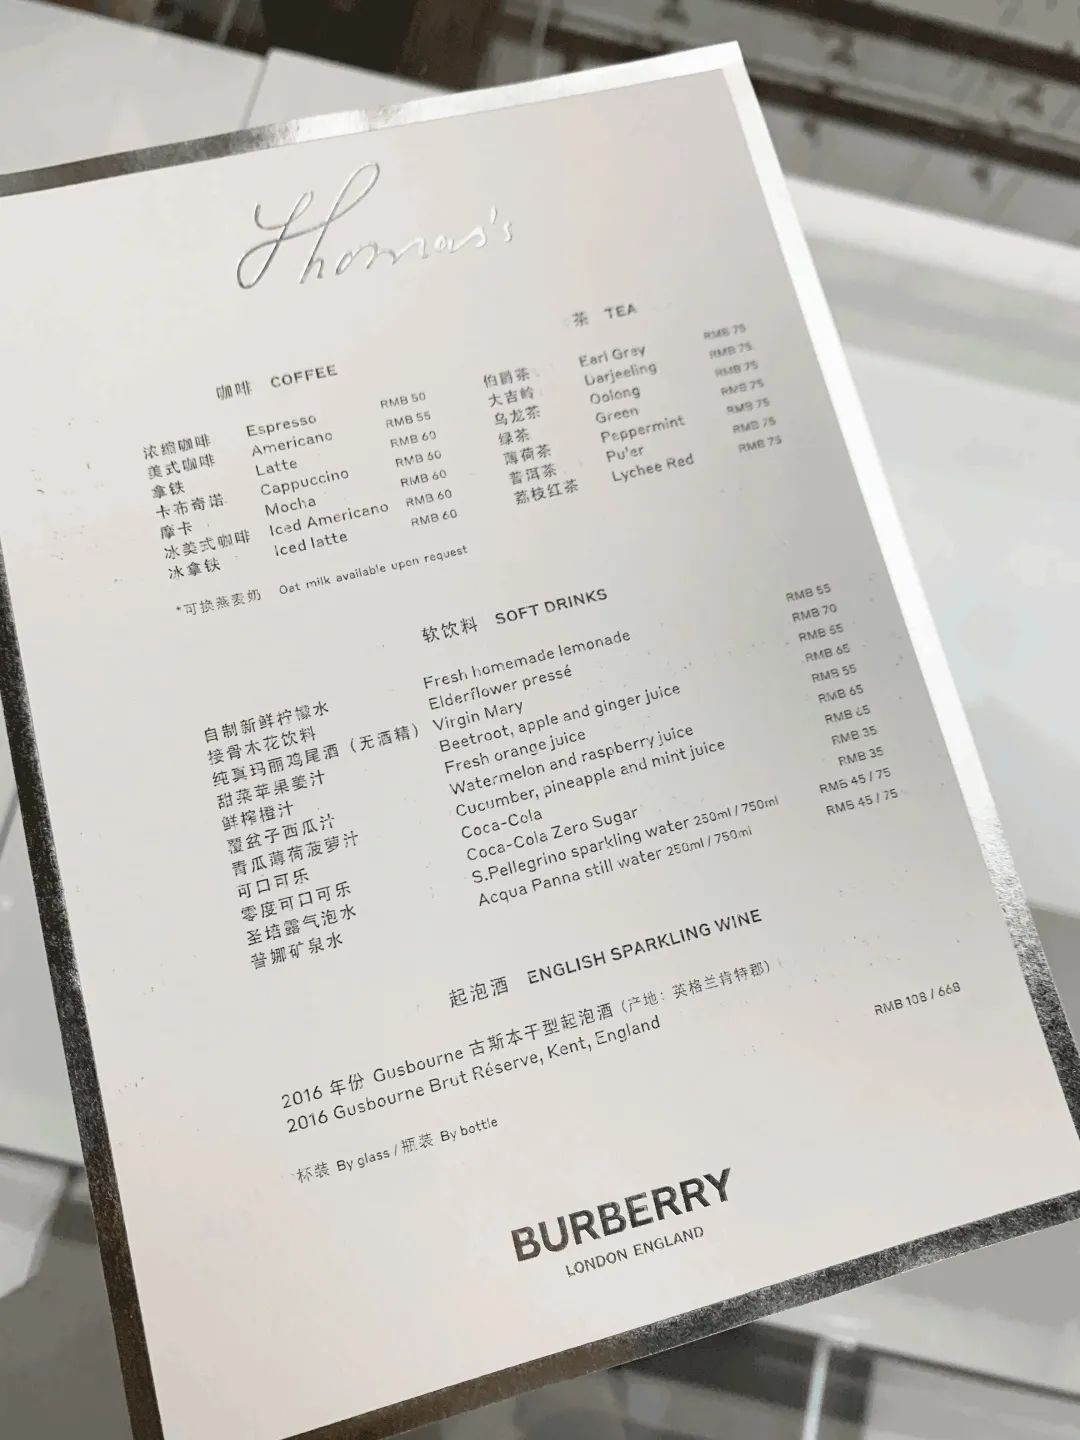 Thomas's
咖啡 COFFEE
浓缩咖啡 Espresso RMB 50
美式咖啡 Americano RMB 55
拿铁 Latte RMB 60
卡布奇诺 Cappuccino RMB 60
摩卡 Mocha RMB 60
冰美式咖啡 Iced Americano RMB 60
冰拿铁 Iced latte RMB 60
*可换燕麦奶 Oat milk available upon request
茶 TEA
伯爵茶 Earl Grey RMB 75
大吉岭 Darjeeling RMB 75
乌龙茶 Oolong RMB 75
绿茶 Green RMB 75
薄荷茶 Peppermint RMB 75
普洱茶 Pu'er RMB 75
荔枝红茶 Lychee Red RMB 75
软饮料 SOFT DRINKS
自制新鲜柠檬水 Fresh homemade lemonade RMB 55
接骨木花饮料 Elderflower pressé RMB 70
纯真玛丽鸡尾酒（无酒精） Virgin Mary RMB 55
甜菜苹果姜汁 Beetroot, apple and ginger juice RMB 65
鲜榨橙汁 Fresh orange juice RMB 55
覆盆子西瓜汁 Watermelon and raspberry juice RMB 65
青瓜薄荷菠萝汁 Cucumber, pineapple and mint juice RMB 65
可口可乐 Coca-Cola RMB 35
零度可口可乐 Coca-Cola Zero Sugar RMB 35
圣培露气泡水 S.Pellegrino sparkling water 250ml / 750ml RMB 45 / 75
普娜矿泉水 Acqua Panna still water 250ml / 750ml RMB 45 / 75
起泡酒 ENGLISH SPARKLING WINE
2016 年份 Gusbourne 古斯本干型起泡酒（产地：英格兰肯特郡） RMB 108 / 668
2016 Gusbourne Brut Réserve, Kent, England
杯装 By glass / 瓶装 By bottle
BURBERRY
LONDON ENGLAND